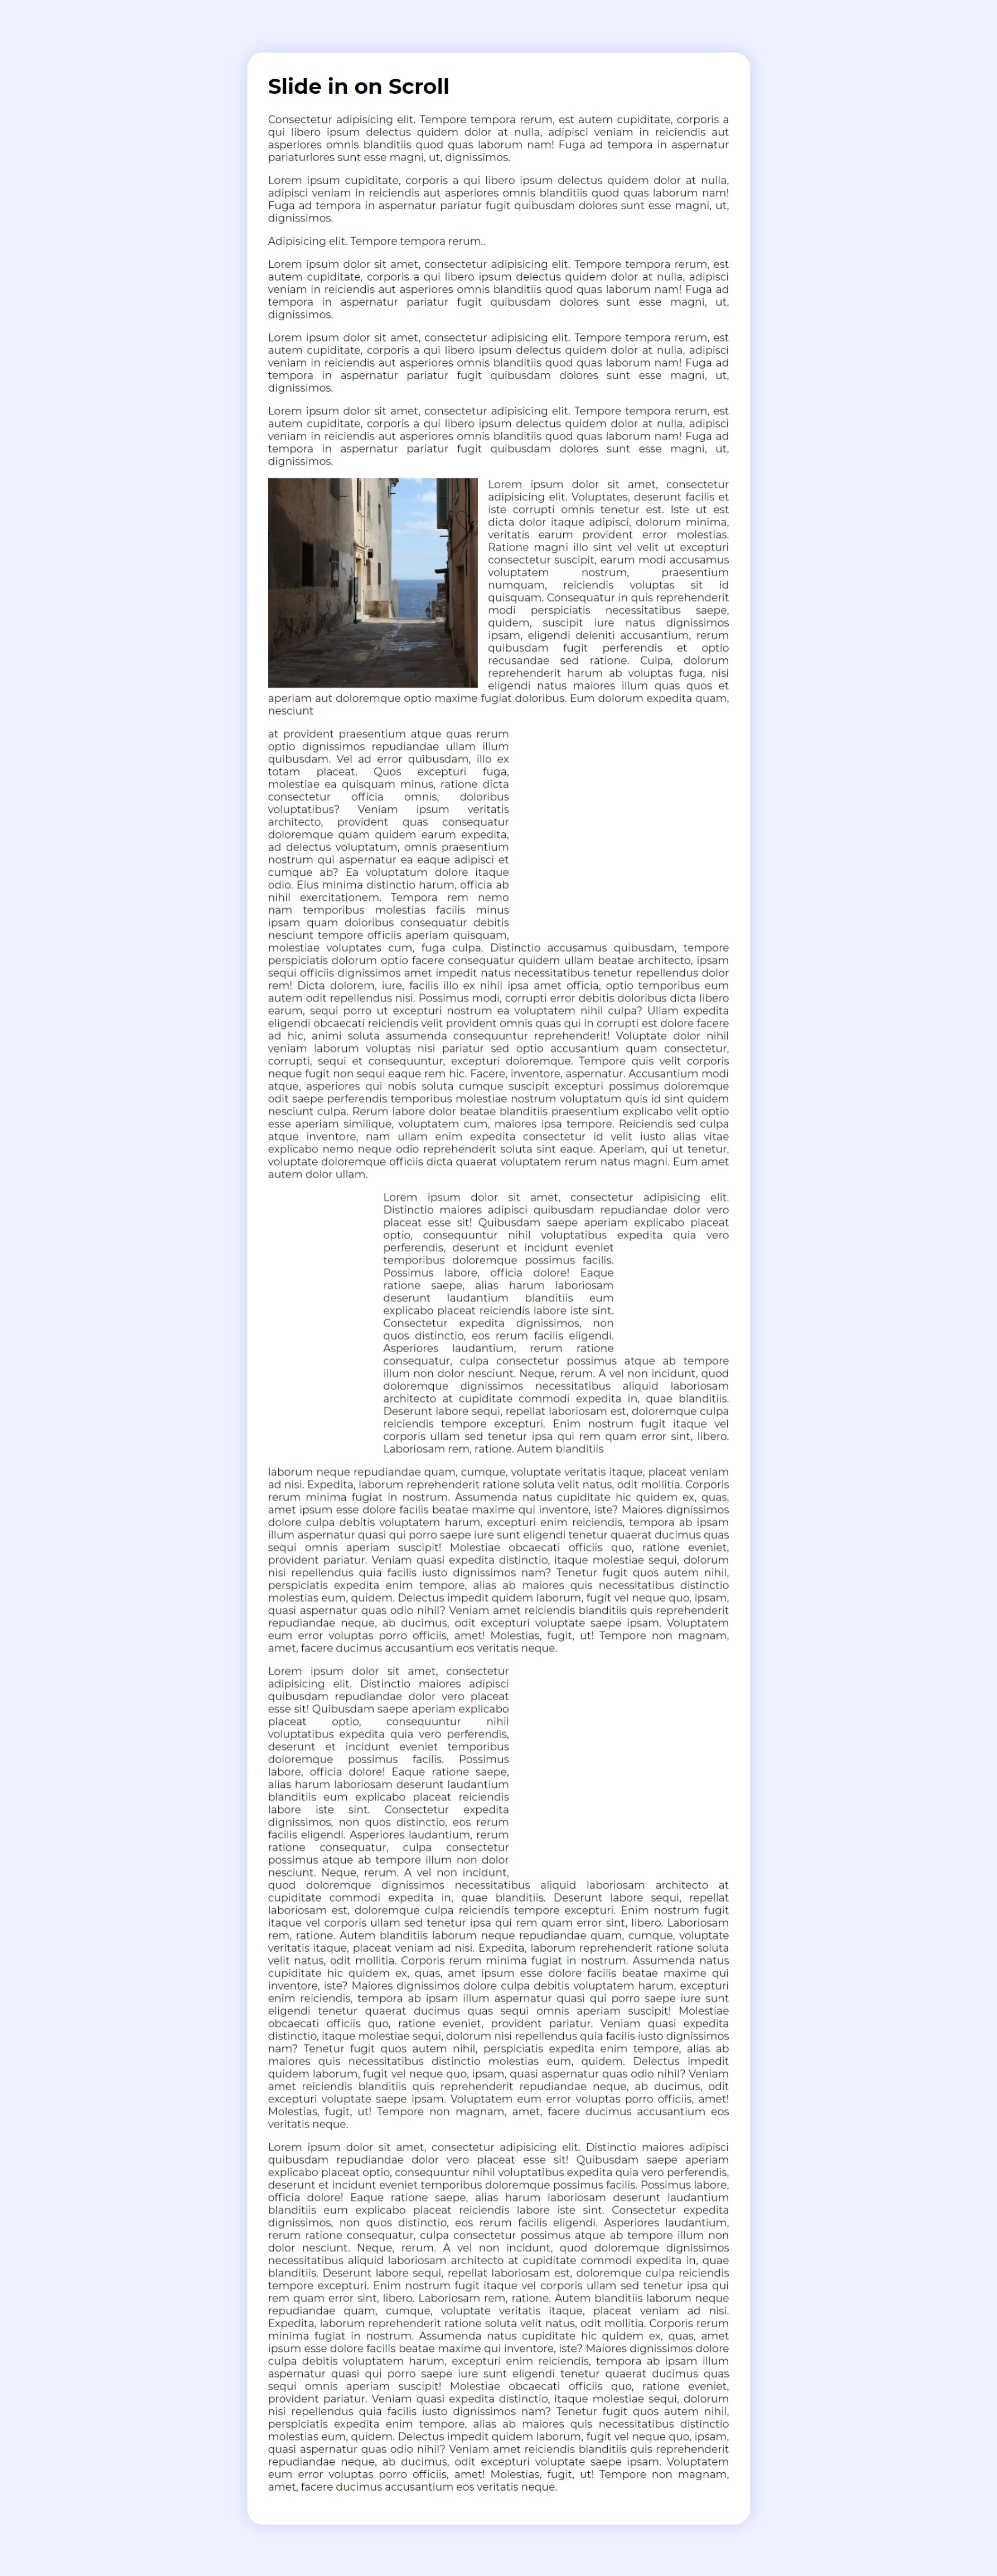 Slide in on Scroll
Consectetur adipisicing elit. Tempore tempora rerum, est autem cupiditate, corporis a
qui libero ipsum delectus quidem dolor at nulla, adipisci veniam in reiciendis aut
asperiores omnis blanditiis quod quas laborum nam! Fuga ad tempora in aspernatur
pariaturlores sunt esse magni, ut, dignissimos.
Lorem ipsum cupiditate, corporis a qui libero ipsum delectus quidem dolor at nulla,
adipisci veniam in reiciendis aut asperiores omnis blanditiis quod quas laborum nam!
Fuga ad tempora in aspernatur pariatur fugit quibusdam dolores sunt esse magni, ut,
dignissimos.
Adipisicing elit. Tempore tempora rerum..
Lorem ipsum dolor sit amet, consectetur adipisicing elit. Tempore tempora rerum, est
autem cupiditate, corporis a qui libero ipsum delectus quidem dolor at nulla, adipisci
veniam in reiciendis aut asperiores omnis blanditiis quod quas laborum nam! Fuga ad
tempora in aspernatur pariatur fugit quibusdam dolores sunt esse magni, ut,
dignissimos.
Lorem ipsum dolor sit amet, consectetur adipisicing elit. Tempore tempora rerum, est
autem cupiditate, corporis a qui libero ipsum delectus quidem dolor at nulla, adipisci
veniam in reiciendis aut asperiores omnis blanditiis quod quas laborum nam! Fuga ad
tempora in aspernatur pariatur fugit quibusdam dolores sunt esse magni, ut,
dignissimos.
Lorem ipsum dolor sit amet, consectetur adipisicing elit. Tempore tempora rerum, est
autem cupiditate, corporis a qui libero ipsum delectus quidem dolor at nulla, adipisci
veniam in reiciendis aut asperiores omnis blanditiis quod quas laborum nam! Fuga ad
tempora in aspernatur pariatur fugit quibusdam dolores sunt esse magni, ut,
dignissimos.
Lorem ipsum dolor sit amet, consectetur
adipisicing elit. Voluptates, deserunt facilis et
iste corrupti omnis tenetur est. Iste ut est
dicta dolor itaque adipisci, dolorum minima,
veritatis earum provident error molestias.
Ratione magni illo sint vel velit ut excepturi
consectetur suscipit, earum modi accusamus
voluptatem nostrum, praesentium
numquam, reiciendis voluptas sit id
quisquam. Consequatur in quis reprehenderit
modi perspiciatis necessitatibus saepe,
quidem, suscipit iure natus dignissimos
ipsam, eligendi deleniti accusantium, rerum
quibusdam fugit perferendis et optio
recusandae sed ratione. Culpa, dolorum
reprehenderit harum ab voluptas fuga, nisi
eligendi natus maiores illum quas quos et
aperiam aut doloremque optio maxime fugiat doloribus. Eum dolorum expedita quam,
nesciunt
at provident praesentium atque quas rerum
optio dignissimos repudiandae ullam illum
quibusdam. Vel ad error quibusdam, illo ex
totam placeat. Quos excepturi fuga,
molestiae ea quisquam minus, ratione dicta
consectetur officia omnis, doloribus
voluptatibus? Veniam ipsum veritatis
architecto, provident quas consequatur
doloremque quam quidem earum expedita,
ad delectus voluptatum, omnis praesentium
nostrum qui aspernatur ea eaque adipisci et
cumque ab? Ea voluptatum dolore itaque
odio. Eius minima distinctio harum, officia ab
nihil exercitationem. Tempora rem nemo
nam temporibus molestias facilis minus
ipsam quam doloribus consequatur debitis
nesciunt tempore officiis aperiam quisquam,
molestiae voluptates cum, fuga culpa. Distinctio accusamus quibusdam, tempore
perspiciatis dolorum optio facere consequatur quidem ullam beatae architecto, ipsam
sequi officiis dignissimos amet impedit natus necessitatibus tenetur repellendus dolor
rem! Dicta dolorem, iure, facilis illo ex nihil ipsa amet officia, optio temporibus eum
autem odit repellendus nisi. Possimus modi, corrupti error debitis doloribus dicta libero
earum, sequi porro ut excepturi nostrum ea voluptatem nihil culpa? Ullam expedita
eligendi obcaecati reiciendis velit provident omnis quas qui in corrupti est dolore facere
ad hic, animi soluta assumenda consequuntur reprehenderit! Voluptate dolor nihil
veniam laborum voluptas nisi pariatur sed optio accusantium quam consectetur,
corrupti, sequi et consequuntur, excepturi doloremque. Tempore quis velit corporis
neque fugit non sequi eaque rem hic. Facere, inventore, aspernatur. Accusantium modi
atque, asperiores qui nobis soluta cumque suscipit excepturi possimus doloremque
odit saepe perferendis temporibus molestiae nostrum voluptatum quis id sint quidem
nesciunt culpa. Rerum labore dolor beatae blanditiis praesentium explicabo velit optio
esse aperiam similique, voluptatem cum, maiores ipsa tempore. Reiciendis sed culpa
atque inventore, nam ullam enim expedita consectetur id velit iusto alias vitae
explicabo nemo neque odio reprehenderit soluta sint eaque. Aperiam, qui ut tenetur,
voluptate doloremque officiis dicta quaerat voluptatem rerum natus magni. Eum amet
autem dolor ullam.
Lorem ipsum dolor sit amet, consectetur adipisicing elit.
Distinctio maiores adipisci quibusdam repudiandae dolor vero
placeat esse sit! Quibusdam saepe aperiam explicabo placeat
optio, consequuntur nihil voluptatibus expedita quia vero
perferendis, deserunt et incidunt eveniet
temporibus doloremque possimus facilis.
Possimus labore, officia dolore! Eaque
ratione saepe, alias harum laboriosam
deserunt laudantium blanditiis eum
explicabo placeat reiciendis labore iste sint.
Consectetur expedita dignissimos, non
quos distinctio, eos rerum facilis eligendi.
Asperiores laudantium, rerum ratione
consequatur, culpa consectetur possimus atque ab tempore
illum non dolor nesciunt. Neque, rerum. A vel non incidunt, quod
doloremque dignissimos necessitatibus aliquid laboriosam
architecto at cupiditate commodi expedita in, quae blanditiis.
Deserunt labore sequi, repellat laboriosam est, doloremque culpa
reiciendis tempore excepturi. Enim nostrum fugit itaque vel
corporis ullam sed tenetur ipsa qui rem quam error sint, libero.
Laboriosam rem, ratione. Autem blanditiis
laborum neque repudiandae quam, cumque, voluptate veritatis itaque, placeat veniam
ad nisi. Expedita, laborum reprehenderit ratione soluta velit natus, odit mollitia. Corporis
rerum minima fugiat in nostrum. Assumenda natus cupiditate hic quidem ex, quas,
amet ipsum esse dolore facilis beatae maxime qui inventore, iste? Maiores dignissimos
dolore culpa debitis voluptatem harum, excepturi enim reiciendis, tempora ab ipsam
illum aspernatur quasi qui porro saepe iure sunt eligendi tenetur quaerat ducimus quas
sequi omnis aperiam suscipit! Molestiae obcaecati officiis quo, ratione eveniet,
provident pariatur. Veniam quasi expedita distinctio, itaque molestiae sequi, dolorum
nisi repellendus quia facilis iusto dignissimos nam? Tenetur fugit quos autem nihil,
perspiciatis expedita enim tempore, alias ab maiores quis necessitatibus distinctio
molestias eum, quidem. Delectus impedit quidem laborum, fugit vel neque quo, ipsam,
quasi aspernatur quas odio nihil? Veniam amet reiciendis blanditiis quis reprehenderit
repudiandae neque, ab ducimus, odit excepturi voluptate saepe ipsam. Voluptatem
eum error voluptas porro officiis, amet! Molestias, fugit, ut! Tempore non magnam,
amet, facere ducimus accusantium eos veritatis neque.
Lorem ipsum dolor sit amet, consectetur
adipisicing elit. Distinctio maiores adipisci
quibusdam repudiandae dolor vero placeat
esse sit! Quibusdam saepe aperiam explicabo
placeat optio, consequuntur nihil
voluptatibus expedita quia vero perferendis,
deserunt et incidunt eveniet temporibus
doloremque possimus facilis. Possimus
labore, officia dolore! Eaque ratione saepe,
alias harum laboriosam deserunt laudantium
blanditiis eum explicabo placeat reiciendis
labore iste sint. Consectetur expedita
dignissimos, non quos distinctio, eos rerum
facilis eligendi. Asperiores laudantium, rerum
ratione consequatur, culpa consectetur
possimus atque ab tempore illum non dolor
nesciunt. Neque, rerum. A vel non incidunt,
quod doloremque dignissimos necessitatibus aliquid laboriosam architecto at
cupiditate commodi expedita in, quae blanditiis. Deserunt labore sequi, repellat
laboriosam est, doloremque culpa reiciendis tempore excepturi. Enim nostrum fugit
itaque vel corporis ullam sed tenetur ipsa qui rem quam error sint, libero. Laboriosam
rem, ratione. Autem blanditiis laborum neque repudiandae quam, cumque, voluptate
veritatis itaque, placeat veniam ad nisi. Expedita, laborum reprehenderit ratione soluta
velit natus, odit mollitia. Corporis rerum minima fugiat in nostrum. Assumenda natus
cupiditate hic quidem ex, quas, amet ipsum esse dolore facilis beatae maxime qui
inventore, iste? Maiores dignissimos dolore culpa debitis voluptatem harum, excepturi
enim reiciendis, tempora ab ipsam illum aspernatur quasi qui porro saepe iure sunt
eligendi tenetur quaerat ducimus quas sequi omnis aperiam suscipit! Molestiae
obcaecati officiis quo, ratione eveniet, provident pariatur. Veniam quasi expedita
distinctio, itaque molestiae sequi, dolorum nisi repellendus quia facilis iusto dignissimos
nam? Tenetur fugit quos autem nihil, perspiciatis expedita enim tempore, alias ab
maiores quis necessitatibus distinctio molestias eum, quidem. Delectus impedit
quidem laborum, fugit vel neque quo, ipsam, quasi aspernatur quas odio nihil? Veniam
amet reiciendis blanditiis quis reprehenderit repudiandae neque, ab ducimus, odit
excepturi voluptate saepe ipsam. Voluptatem eum error voluptas porro officiis, amet!
Molestias, fugit, ut! Tempore non magnam, amet, facere ducimus accusantium eos
veritatis neque.
Lorem ipsum dolor sit amet, consectetur adipisicing elit. Distinctio maiores adipisci
quibusdam repudiandae dolor vero placeat esse sit! Quibusdam saepe aperiam
explicabo placeat optio, consequuntur nihil voluptatibus expedita quia vero perferendis,
deserunt et incidunt eveniet temporibus doloremque possimus facilis. Possimus labore,
officia dolore! Eaque ratione saepe, alias harum laboriosam deserunt laudantium
blanditiis eum explicabo placeat reiciendis labore iste sint. Consectetur expedita
dignissimos, non quos distinctio, eos rerum facilis eligendi. Asperiores laudantium,
rerum ratione consequatur, culpa consectetur possimus atque ab tempore illum non
dolor nesciunt. Neque, rerum. A vel non incidunt, quod doloremque dignissimos
necessitatibus aliquid laboriosam architecto at cupiditate commodi expedita in, quae
blanditiis. Deserunt labore sequi, repellat laboriosam est, doloremque culpa reiciendis
tempore excepturi. Enim nostrum fugit itaque vel corporis ullam sed tenetur ipsa qui
rem quam error sint, libero. Laboriosam rem, ratione. Autem blanditiis laborum neque
repudiandae quam, cumque, voluptate veritatis itaque, placeat veniam ad nisi.
Expedita, laborum reprehenderit ratione soluta velit natus, odit mollitia. Corporis rerum
minima fugiat in nostrum. Assumenda natus cupiditate hic quidem ex, quas, amet
ipsum esse dolore facilis beatae maxime qui inventore, iste? Maiores dignissimos dolore
culpa debitis voluptatem harum, excepturi enim reiciendis, tempora ab ipsam illum
aspernatur quasi qui porro saepe iure sunt eligendi tenetur quaerat ducimus quas
sequi omnis aperiam suscipit! Molestiae obcaecati officiis quo, ratione eveniet,
provident pariatur. Veniam quasi expedita distinctio, itaque molestiae sequi, dolorum
nisi repellendus quia facilis iusto dignissimos nam? Tenetur fugit quos autem nihil,
perspiciatis expedita enim tempore, alias ab maiores quis necessitatibus distinctio
molestias eum, quidem. Delectus impedit quidem laborum, fugit vel neque quo, ipsam,
quasi aspernatur quas odio nihil? Veniam amet reiciendis blanditiis quis reprehenderit
repudiandae neque, ab ducimus, odit excepturi voluptate saepe ipsam. Voluptatem
eum error voluptas porro officiis, amet! Molestias, fugit, ut! Tempore non magnam,
amet, facere ducimus accusantium eos veritatis neque.